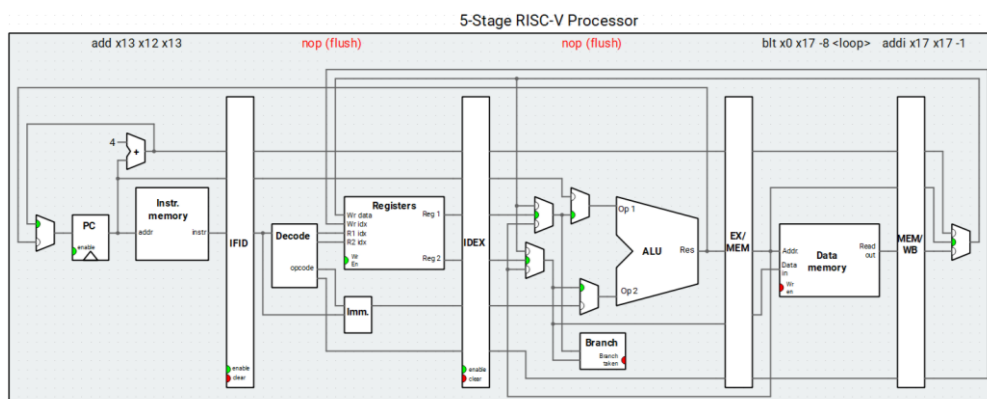 5-Stage RISC-V Processor
add x13 x12 x13
nop (flush)
nop (flush)
blt x0 x17 -8 <loop>
addi x17 x17 -1
4
+
PC
enable
Instr.
memory
addr
instr
IFID
enable
clear
Decode
opcode
Registers
Wr data
Wr idx
R1 idx
R2 idx
Wr
En
Reg 1
Reg 2
Imm.
IDEX
enable
clear
Op 1
ALU
Res
Op 2
Branch
Branch
taken
EX/
MEM
Addr.
Data
in
Wr
en
Data
memory
Read
out
MEM/
WB